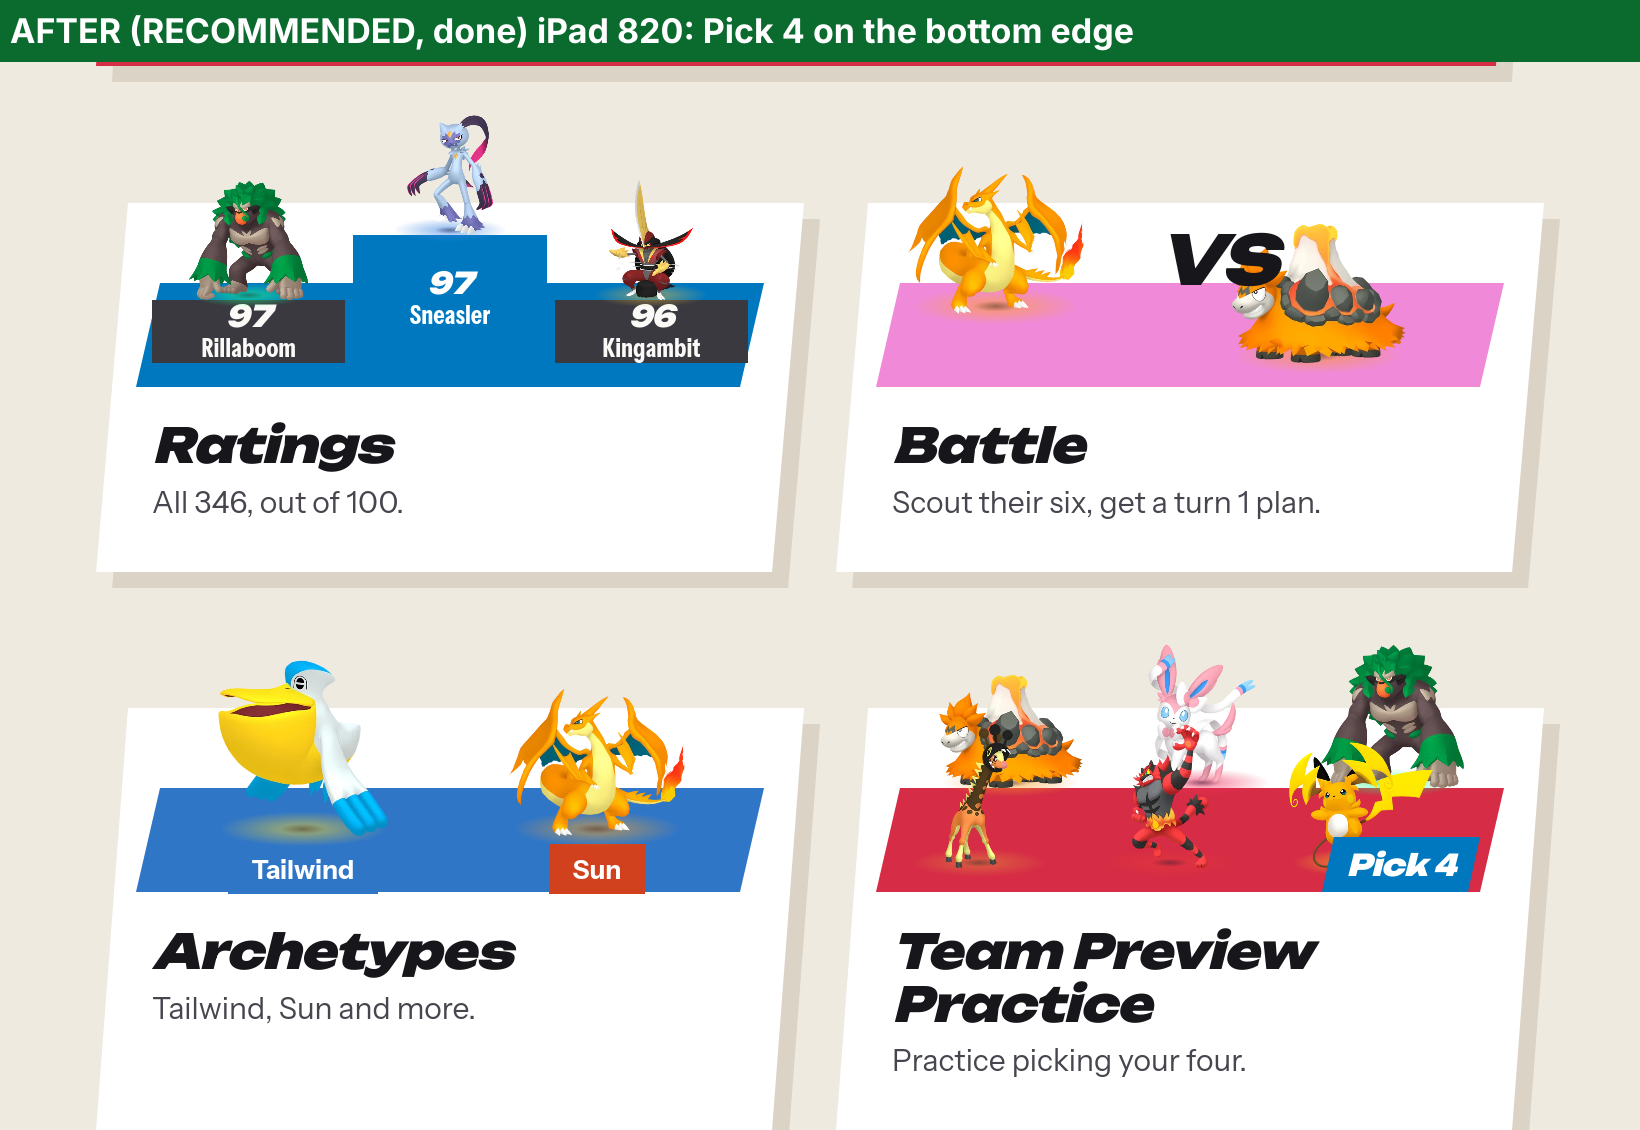 AFTER (RECOMMENDED, done) iPad 820: Pick 4 on the bottom edge
97
Sneasler
97
Rillaboom
96
Kingambit
Ratings
All 346, out of 100.
VS
Battle
Scout their six, get a turn 1 plan.
Tailwind
Sun
Archetypes
Tailwind, Sun and more.
Pick 4
Team Preview
Practice
Practice picking your four.